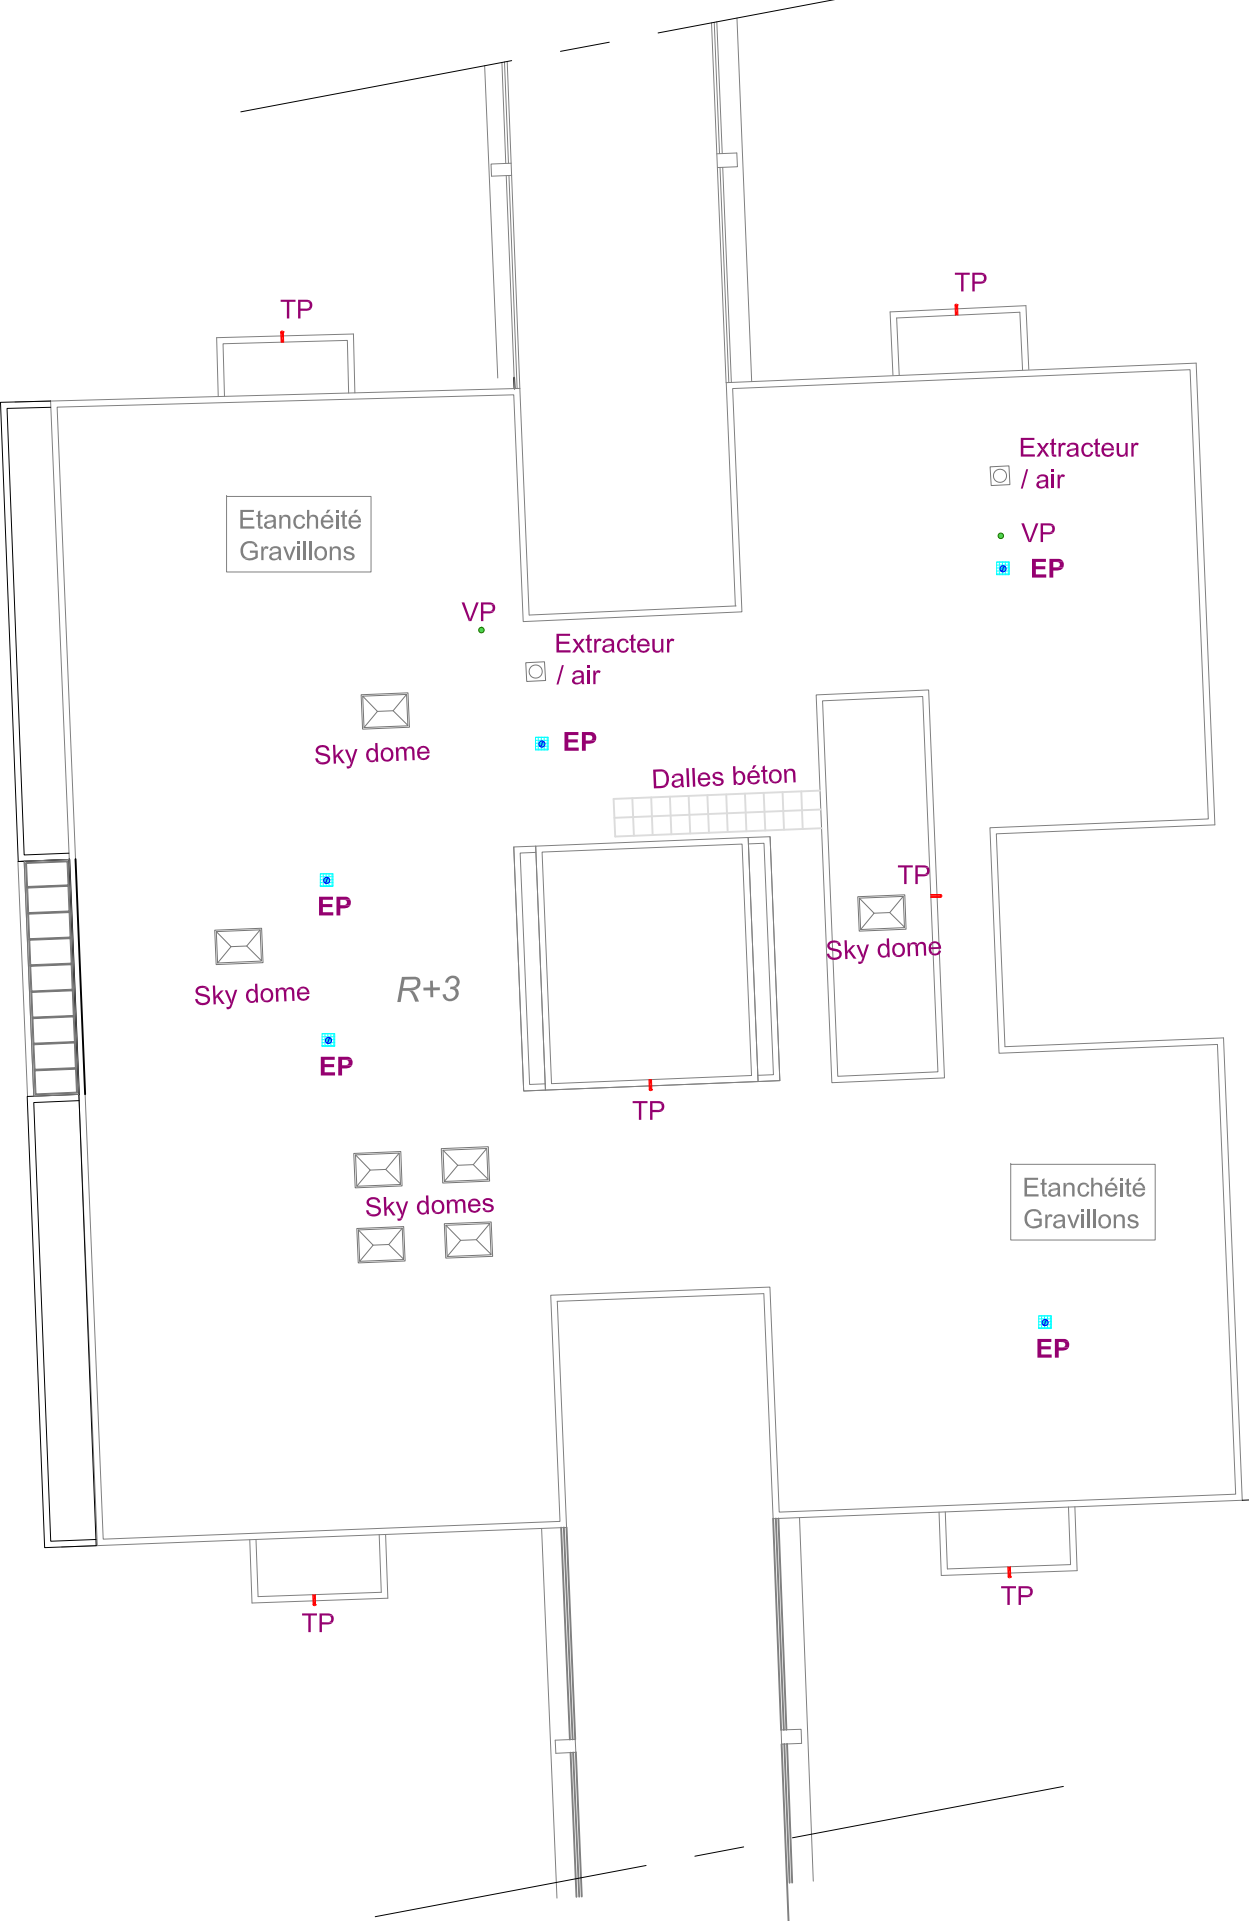 TP
TP
Extracteur
/ air
Etanchéité
Gravillons
VP
EP
VP
Extracteur
/ air
EP
Sky dome
Dalles béton
TP
EP
Sky dome
Sky dome
R+3
EP
TP
Sky domes
Etanchéité
Gravillons
EP
TP
TP